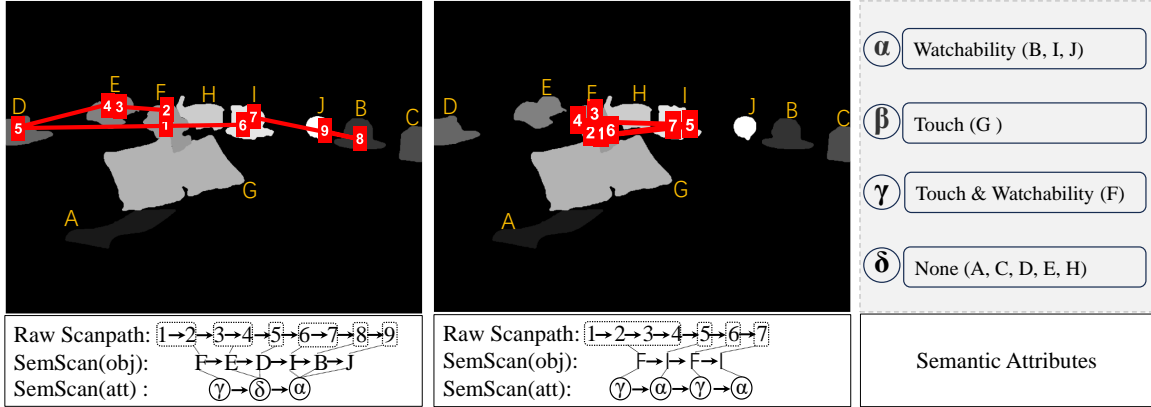 D
E
F
H
I
J
B
C
G
A
4
3
2
1
5
6
7
9
8
D
E
F
H
I
J
B
C
G
A
4
3
2
1
6
7
5
α Watchability (B, I, J)
β Touch (G )
γ Touch & Watchability (F)
δ None (A, C, D, E, H)
Raw Scanpath: 1→2→3→4→5→6→7→8→9
SemScan(obj): F→E→D→I→B→J
SemScan(att) : γ→δ→α
Raw Scanpath: 1→2→3→4→5→6→7
SemScan(obj): F→I→F→I
SemScan(att): γ→α→γ→α
Semantic Attributes